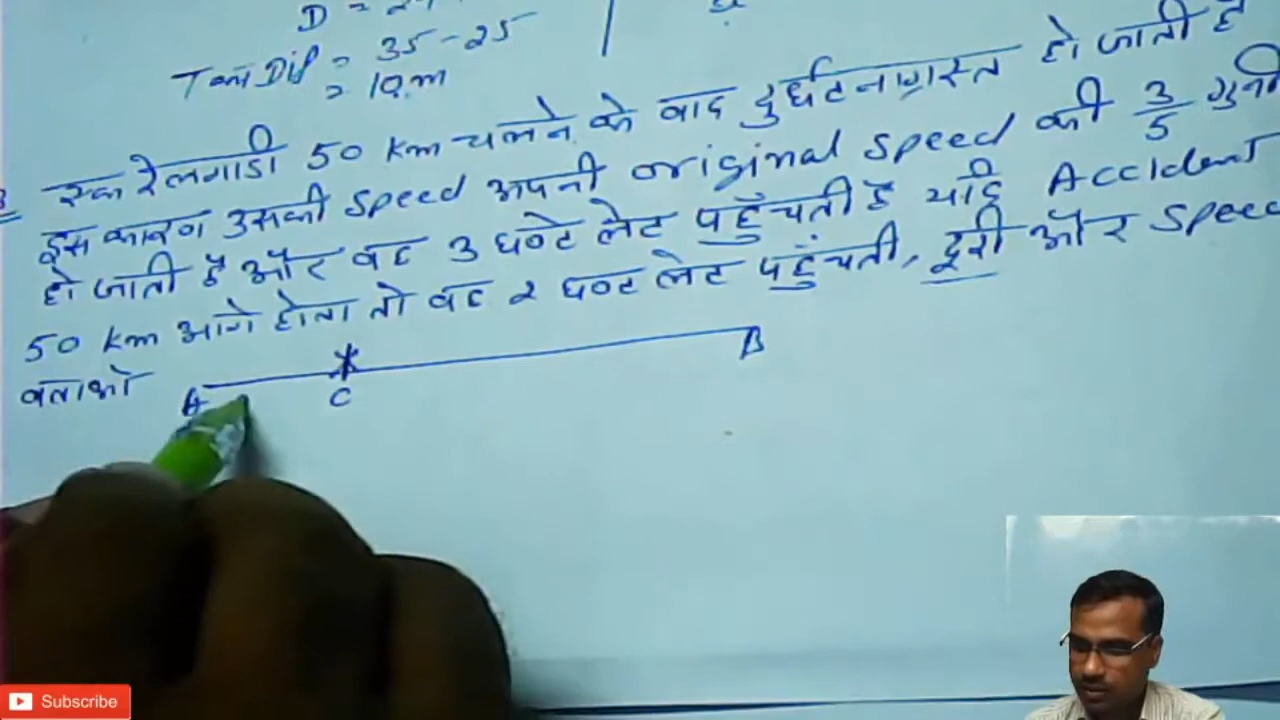 D =
Tam Dif = 35-25
= 10 m
एक रेलगाडी 50 km चलने के बाद दुर्घटनाग्रस्त हो जाती है
इस कारण उसकी speed अपनी original speed की 3/5 गुनी
हो जाती है और वह 3 घण्टे लेट पहुँचती है यदि Accident
50 km आगे होता तो वह २ घण्ट लेट पहुँचती, दूरी और speed
बताओ
A C B
Subscribe